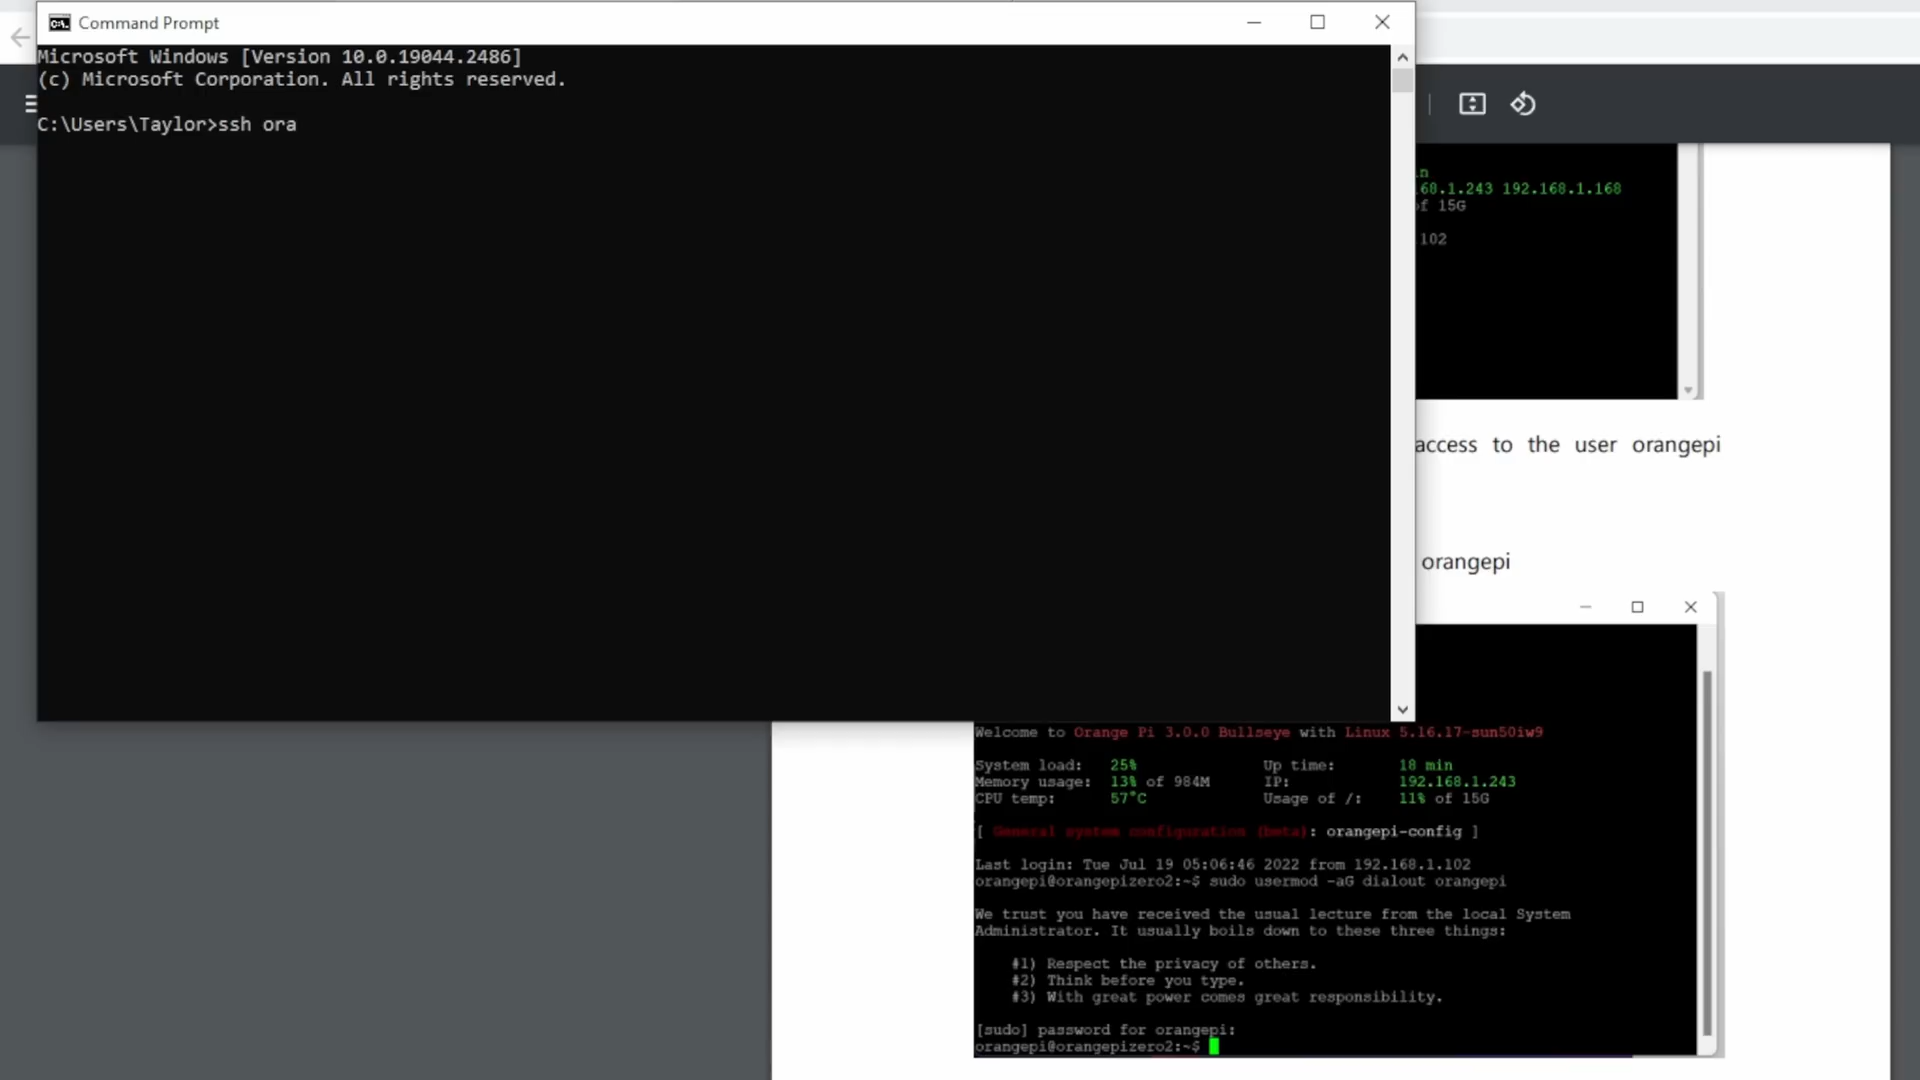 Command Prompt
Microsoft Windows [Version 10.0.19044.2486]
(c) Microsoft Corporation. All rights reserved.
C:\Users\Taylor>ssh ora
68.1.243 192.168.1.168
of 15G
102
access to the user orangepi
orangepi
Welcome to Orange Pi 3.0.0 Bullseye with Linux 5.16.17-sun50iw9
System load: 25% Up time: 18 min
Memory usage: 13% of 984M IP: 192.168.1.243
CPU temp: 57°C Usage of /: 11% of 15G
[ General system configuration (beta): orangepi-config ]
Last login: Tue Jul 19 05:06:46 2022 from 192.168.1.102
orangepi@orangepizero2:~$ sudo usermod -aG dialout orangepi
We trust you have received the usual lecture from the local System
Administrator. It usually boils down to these three things:
#1) Respect the privacy of others.
#2) Think before you type.
#3) With great power comes great responsibility.
[sudo] password for orangepi:
orangepi@orangepizero2:~$